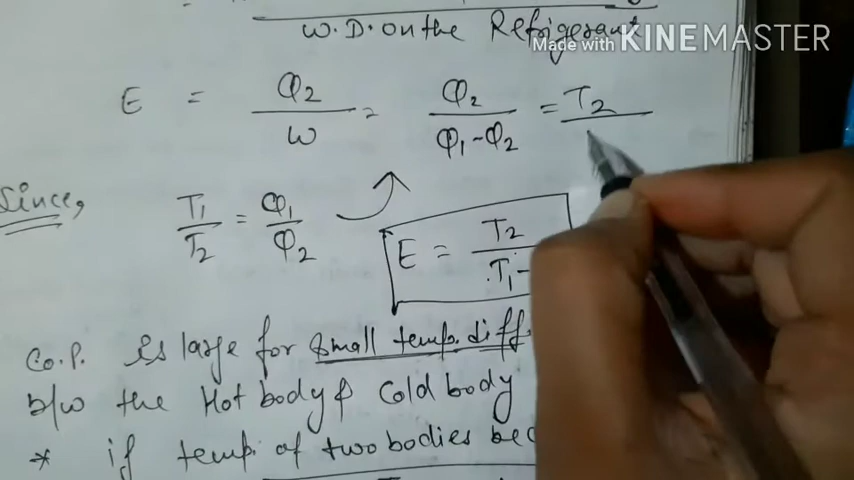 W.D. on the Refrigerant
Made with KINEMASTER
E = Q2/W = Q2/Q1-Q2 = T2
Since, T1/T2 = Q1/Q2
E = T2/T1-
Co.P. is large for small temp. diff
b/w the Hot body & Cold body
* if temp. of two bodies